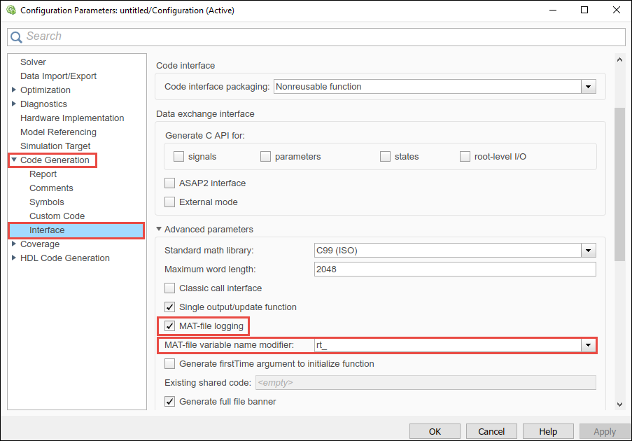 Configuration Parameters: untitled/Configuration (Active)
Search
Solver
Data Import/Export
Optimization
Diagnostics
Hardware Implementation
Model Referencing
Simulation Target
Code Generation
Report
Comments
Symbols
Custom Code
Interface
Coverage
HDL Code Generation
Code interface
Code interface packaging: Nonreusable function
Data exchange interface
Generate C API for:
signals parameters states root-level I/O
ASAP2 interface
External mode
Advanced parameters
Standard math library: C99 (ISO)
Maximum word length: 2048
Classic call interface
Single output/update function
MAT-file logging
MAT-file variable name modifier: rt_
Generate firstTime argument to initialize function
Existing shared code: <empty>
Generate full file banner
OK Cancel Help Apply